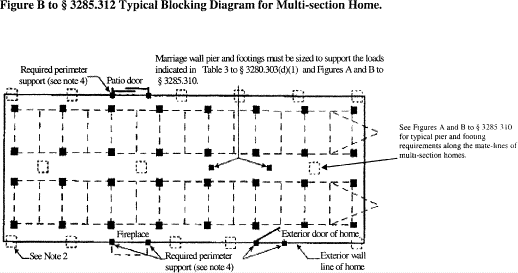 Figure B to § 3285.312 Typical Blocking Diagram for Multi-section Home.
Marriage wall pier and footings must be sized to support the loads
indicated in Table 3 to § 3280.303(d)(1) and Figures A and B to
§ 3285.310.
Required perimeter
support (see note 4)
Patio door
See Figures A and B to § 3285.310
for typical pier and footing
requirements along the mate-lines of
multi-section homes.
Fireplace
Exterior door of home
See Note 2
Required perimeter
support (see note 4)
Exterior wall
line of home